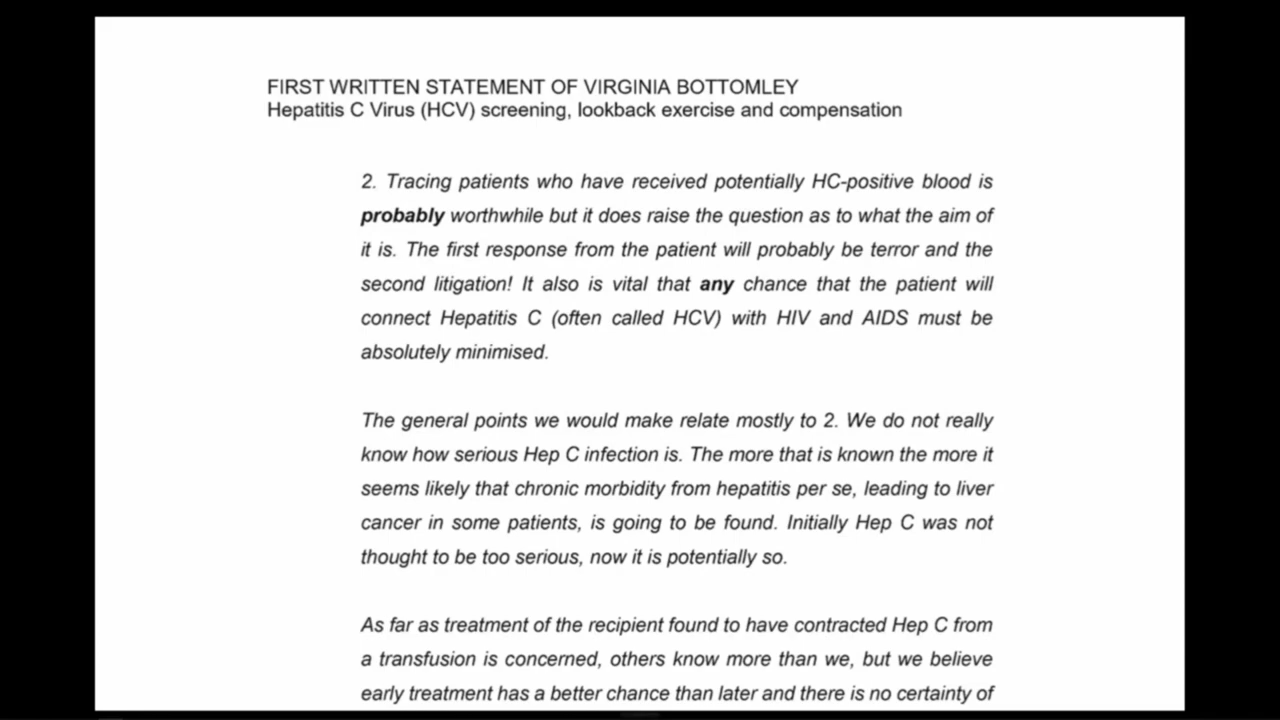 FIRST WRITTEN STATEMENT OF VIRGINIA BOTTOMLEY
Hepatitis C Virus (HCV) screening, lookback exercise and compensation
2. Tracing patients who have received potentially HC-positive blood is
probably worthwhile but it does raise the question as to what the aim of
it is. The first response from the patient will probably be terror and the
second litigation! It also is vital that any chance that the patient will
connect Hepatitis C (often called HCV) with HIV and AIDS must be
absolutely minimised.
The general points we would make relate mostly to 2. We do not really
know how serious Hep C infection is. The more that is known the more it
seems likely that chronic morbidity from hepatitis per se, leading to liver
cancer in some patients, is going to be found. Initially Hep C was not
thought to be too serious, now it is potentially so.
As far as treatment of the recipient found to have contracted Hep C from
a transfusion is concerned, others know more than we, but we believe
early treatment has a better chance than later and there is no certainty of